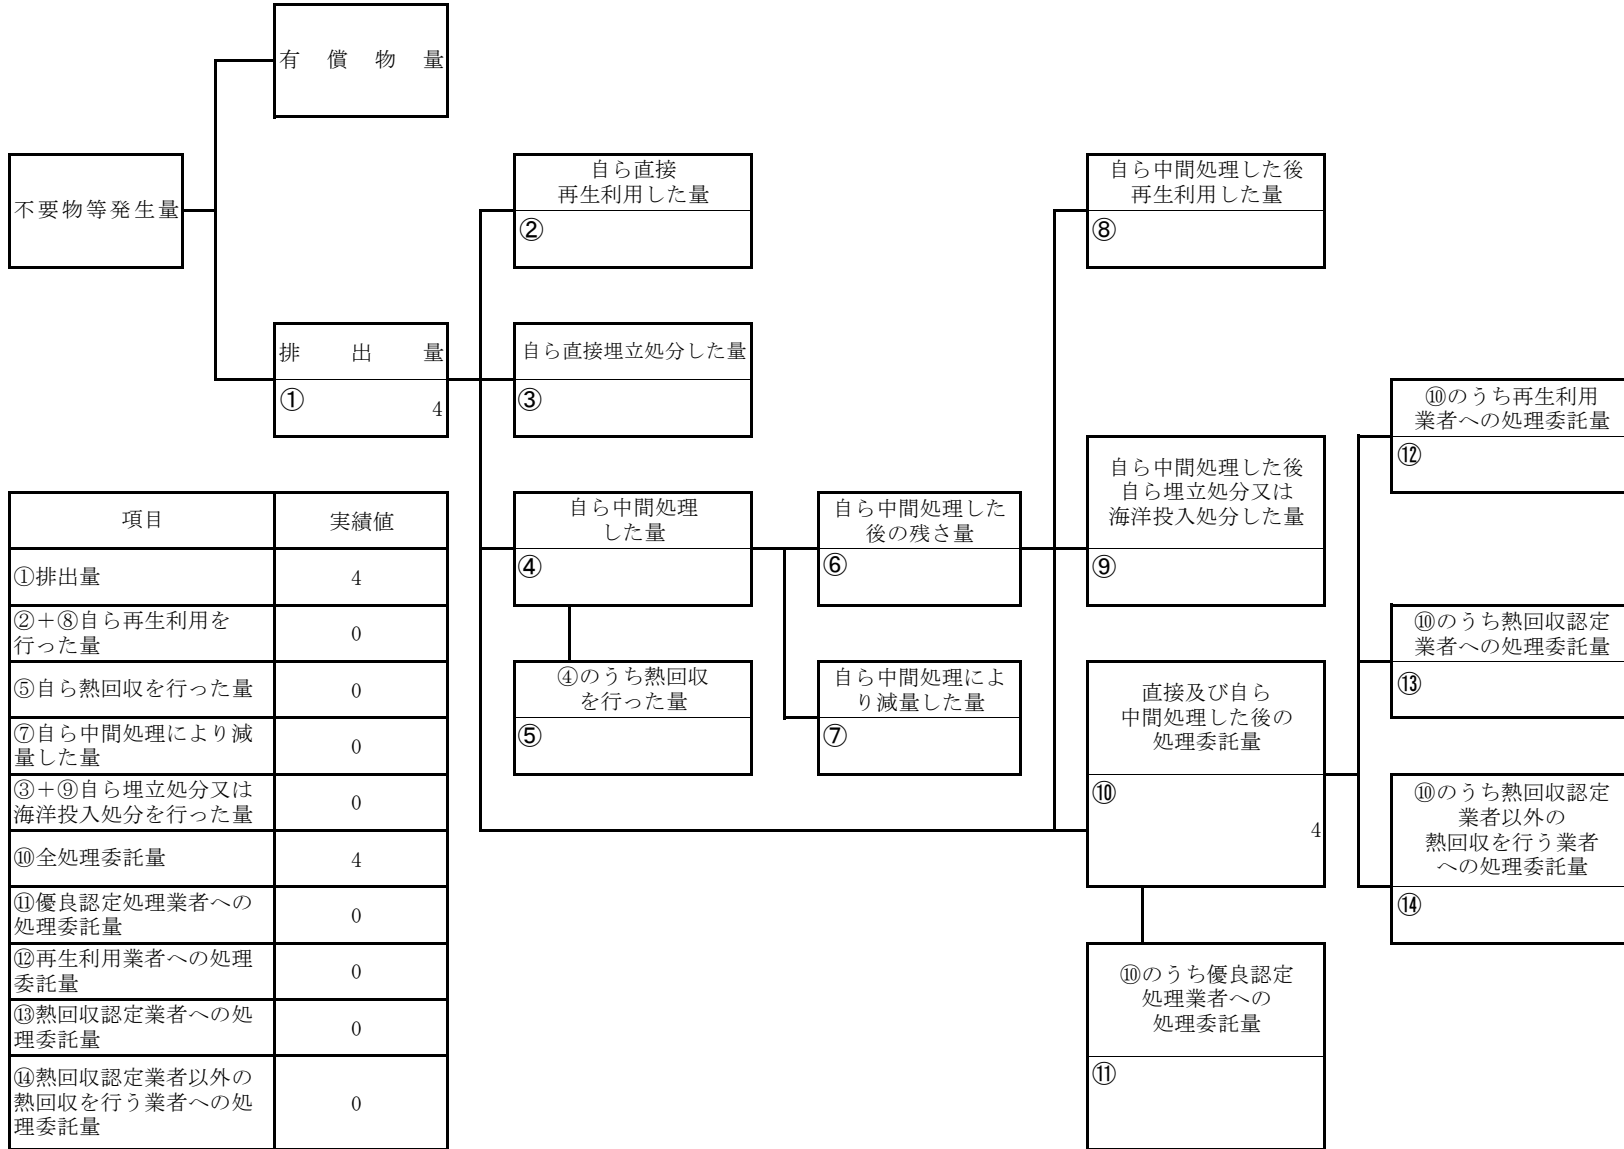 有償物量
不要物等発生量
自ら直接
再生利用した量
②
自ら中間処理した後
再生利用した量
⑧
排出量
①
4
自ら直接埋立処分した量
③
⑩のうち再生利用
業者への処理委託量
⑫
自ら中間処理した後
自ら埋立処分又は
海洋投入処分した量
⑨
自ら中間処理
した量
④
自ら中間処理した
後の残さ量
⑥
⑩のうち熱回収認定
業者への処理委託量
⑬
④のうち熱回収
を行った量
⑤
自ら中間処理によ
り減量した量
⑦
直接及び自ら
中間処理した後の
処理委託量
⑩
4
⑩のうち熱回収認定
業者以外の
熱回収を行う業者
への処理委託量
⑭
⑩のうち優良認定
処理業者への
処理委託量
⑪
項目 実績値
①排出量 4
②＋⑧自ら再生利用を
行った量 0
⑤自ら熱回収を行った量 0
⑦自ら中間処理により減
量した量 0
③＋⑨自ら埋立処分又は
海洋投入処分を行った量 0
⑩全処理委託量 4
⑪優良認定処理業者への
処理委託量 0
⑫再生利用業者への処理
委託量 0
⑬熱回収認定業者への処
理委託量 0
⑭熱回収認定業者以外の
熱回収を行う業者への処
理委託量 0